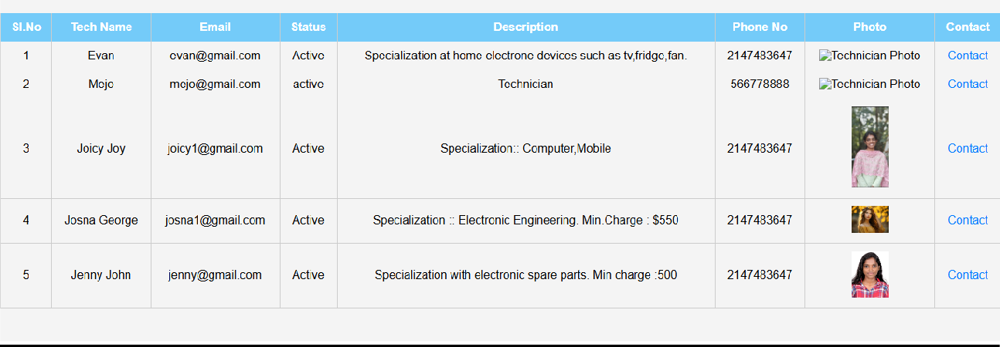 Sl.No Tech Name Email Status Description Phone No Photo Contact
1 Evan evan@gmail.com Active Specialization at home electronc devices such as tv,fridge,fan. 2147483647 Technician Photo Contact
2 Mejo mejo@gmail.com active Technician 566778888 Technician Photo Contact
3 Joicy Joy joicy1@gmail.com Active Specialization:: Computer,Mobile 2147483647 Contact
4 Josna George josna1@gmail.com Active Specialization :: Electronic Engineering. Min.Charge : $550 2147483647 Contact
5 Jenny John jenny@gmail.com Active Specialization with electronic spare parts. Min charge :500 2147483647 Contact